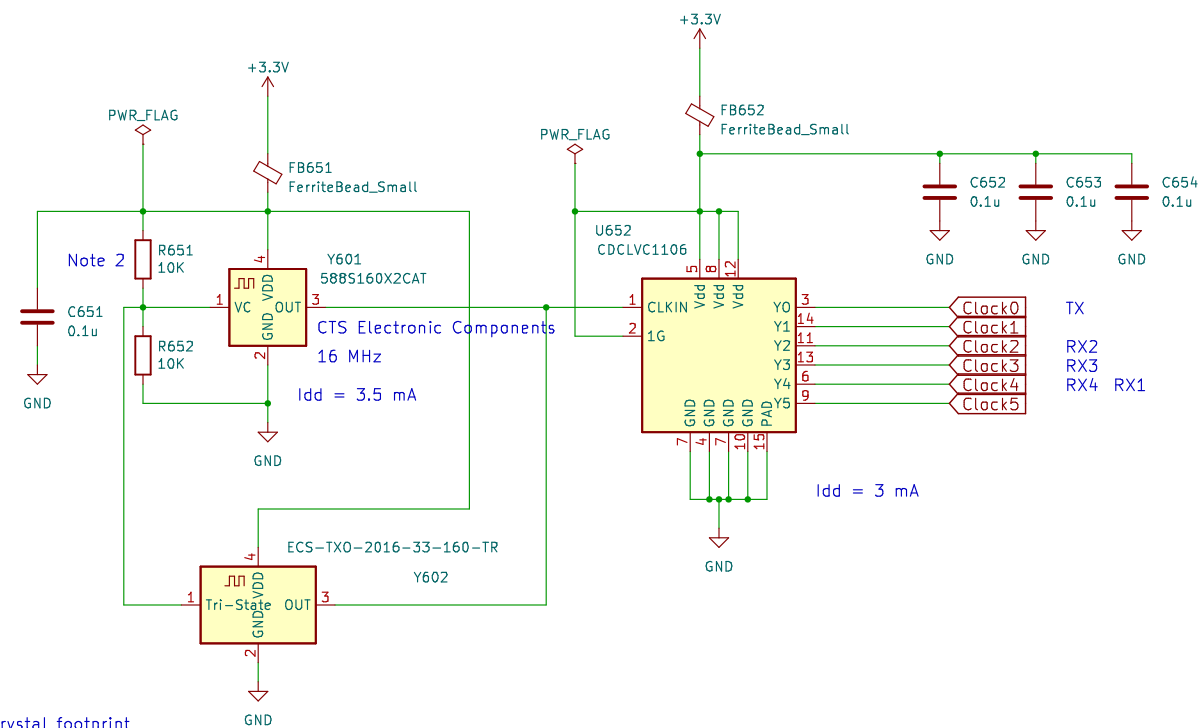 +3.3V
+3.3V
PWR_FLAG
FB652
FerriteBead_Small
PWR_FLAG
FB651
FerriteBead_Small
C652
0.1u
C653
0.1u
C654
0.1u
GND
GND
GND
Note 2
R651
10K
4
Y601
588S160X2CAT
1
VC
VDD
GND
OUT
3
2
CTS Electronic Components
16 MHz
Idd = 3.5 mA
C651
0.1u
GND
R652
10K
GND
U652
CDCLVC1106
5
8
12
Vdd
Vdd
Vdd
1
CLKIN
2
1G
Y0
3
Clock0
TX
Y1
14
Clock1
Y2
11
Clock2
RX2
Y3
13
Clock3
RX3
Y4
6
Clock4
RX4 RX1
Y5
9
Clock5
GND
GND
GND
GND
PAD
7
4
7
10
15
Idd = 3 mA
GND
ECS-TXO-2016-33-160-TR
Y602
4
1
Tri-State
VDD
GND
OUT
3
2
GND